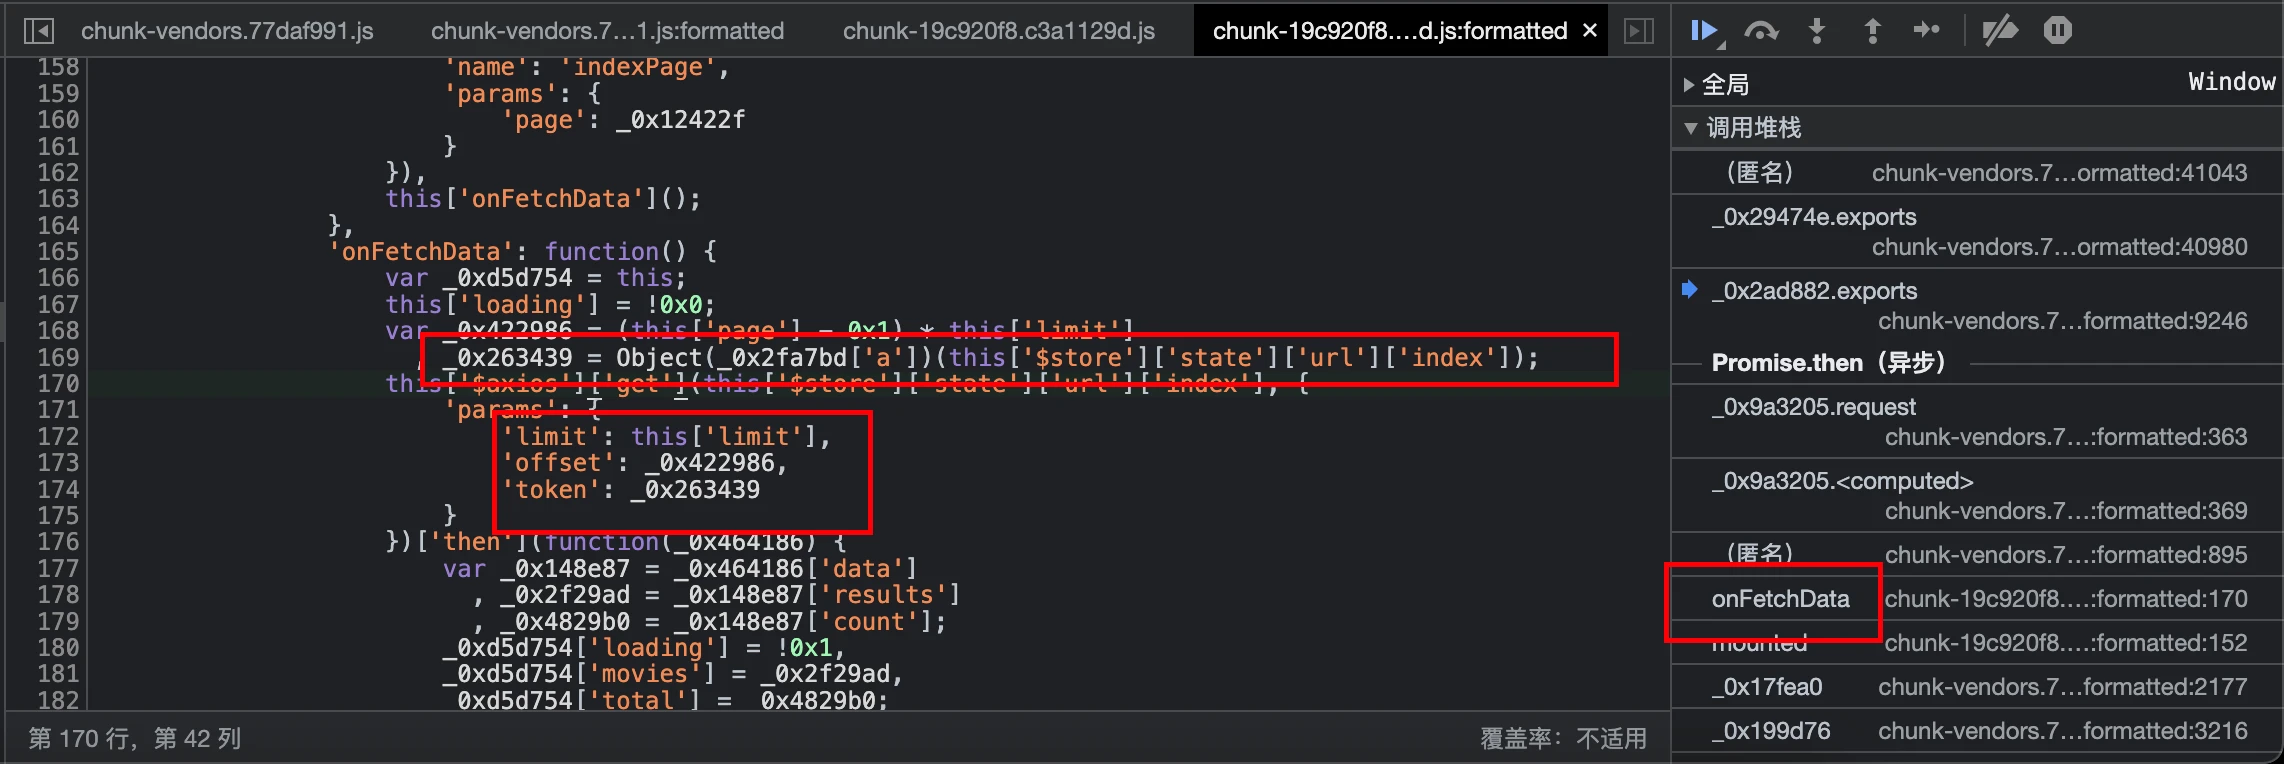 chunk-vendors.77daf991.js chunk-vendors.7…1.js:formatted chunk-19c920f8.c3a1129d.js chunk-19c920f8.…d.js:formatted ×
158 'name': 'indexPage',
159 'params': {
160 'page': _0x12422f
161 }
162 }),
163 this['onFetchData']();
164 },
165 'onFetchData': function() {
166 var _0xd5d754 = this;
167 this['loading'] = !0x0;
168 var _0x422986 = (this['page'] - 0x1) * this['limit']
169 , _0x263439 = Object(_0x2fa7bd['a'])(this['$store']['state']['url']['index']);
170 this['$axios']['get'](this['$store']['state']['url']['index'], {
171 'params': {
172 'limit': this['limit'],
173 'offset': _0x422986,
174 'token': _0x263439
175 }
176 })['then'](function(_0x464186) {
177 var _0x148e87 = _0x464186['data']
178 , _0x2f29ad = _0x148e87['results']
179 , _0x4829b0 = _0x148e87['count'];
180 _0xd5d754['loading'] = !0x1,
181 _0xd5d754['movies'] = _0x2f29ad,
182 _0xd5d754['total'] = _0x4829b0;
第 170 行，第 42 列 覆盖率：不适用
全局 Window
调用堆栈
（匿名） chunk-vendors.7…ormatted:41043
_0x29474e.exports
chunk-vendors.7…ormatted:40980
_0x2ad882.exports
chunk-vendors.7…:formatted:9246
Promise.then（异步）
_0x9a3205.request
chunk-vendors.7…:formatted:363
_0x9a3205.<computed>
chunk-vendors.7…:formatted:369
（匿名） chunk-vendors.7…:formatted:895
onFetchData chunk-19c920f8.…:formatted:170
mounted chunk-19c920f8.…:formatted:152
_0x17fea0 chunk-vendors.7…:formatted:2177
_0x199d76 chunk-vendors.7…:formatted:3216